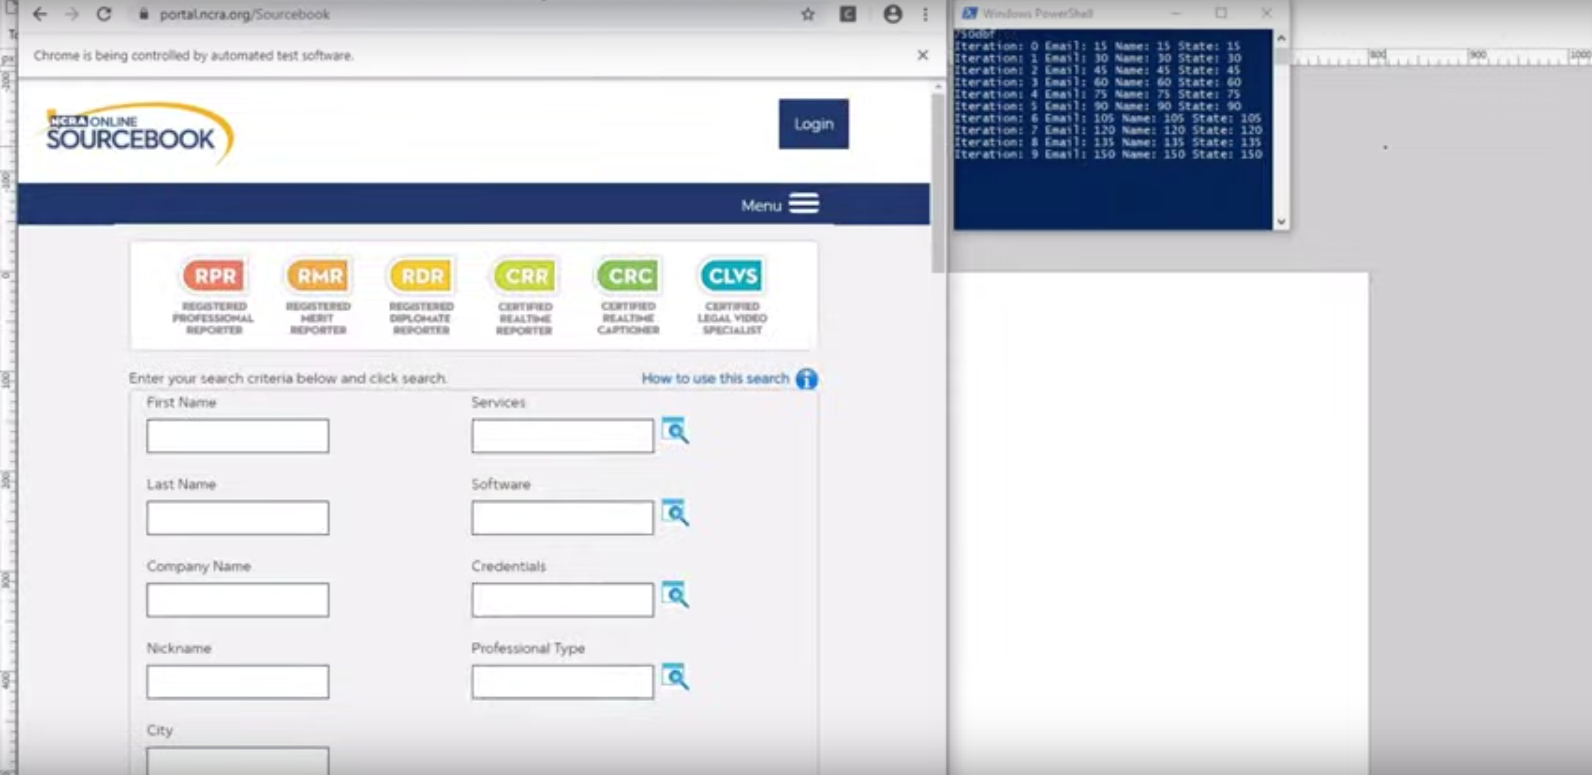 portal.ncra.org/Sourcebook
Chrome is being controlled by automated test software.
NCRA ONLINE
SOURCEBOOK
Login
Menu
RPR
REGISTERED
PROFESSIONAL
REPORTER
RMR
REGISTERED
MERIT
REPORTER
RDR
REGISTERED
DIPLOMATE
REPORTER
CRR
CERTIFIED
REALTIME
REPORTER
CRC
CERTIFIED
REALTIME
CAPTIONER
CLVS
CERTIFIED
LEGAL VIDEO
SPECIALIST
Enter your search criteria below and click search.
How to use this search
First Name
Services
Last Name
Software
Company Name
Credentials
Nickname
Professional Type
City
Windows PowerShell
Iteration: 0 Email: 15 Name: 15 State: 15
Iteration: 1 Email: 30 Name: 30 State: 30
Iteration: 2 Email: 45 Name: 45 State: 45
Iteration: 3 Email: 60 Name: 60 State: 60
Iteration: 4 Email: 75 Name: 75 State: 75
Iteration: 5 Email: 90 Name: 90 State: 90
Iteration: 6 Email: 105 Name: 105 State: 105
Iteration: 7 Email: 120 Name: 120 State: 120
Iteration: 8 Email: 135 Name: 135 State: 135
Iteration: 9 Email: 150 Name: 150 State: 150
800
900
1000